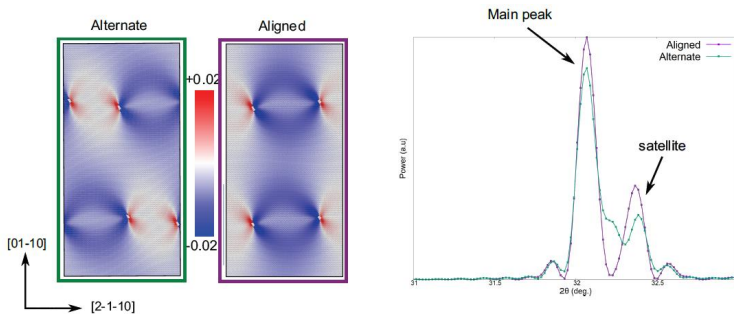 Alternate
Aligned
+0.02
-0.02
[01-10]
[2-1-10]
Main peak
Aligned
Alternate
satellite
Power (a.u)
31
31.5
32
32.5
2θ (deg.)